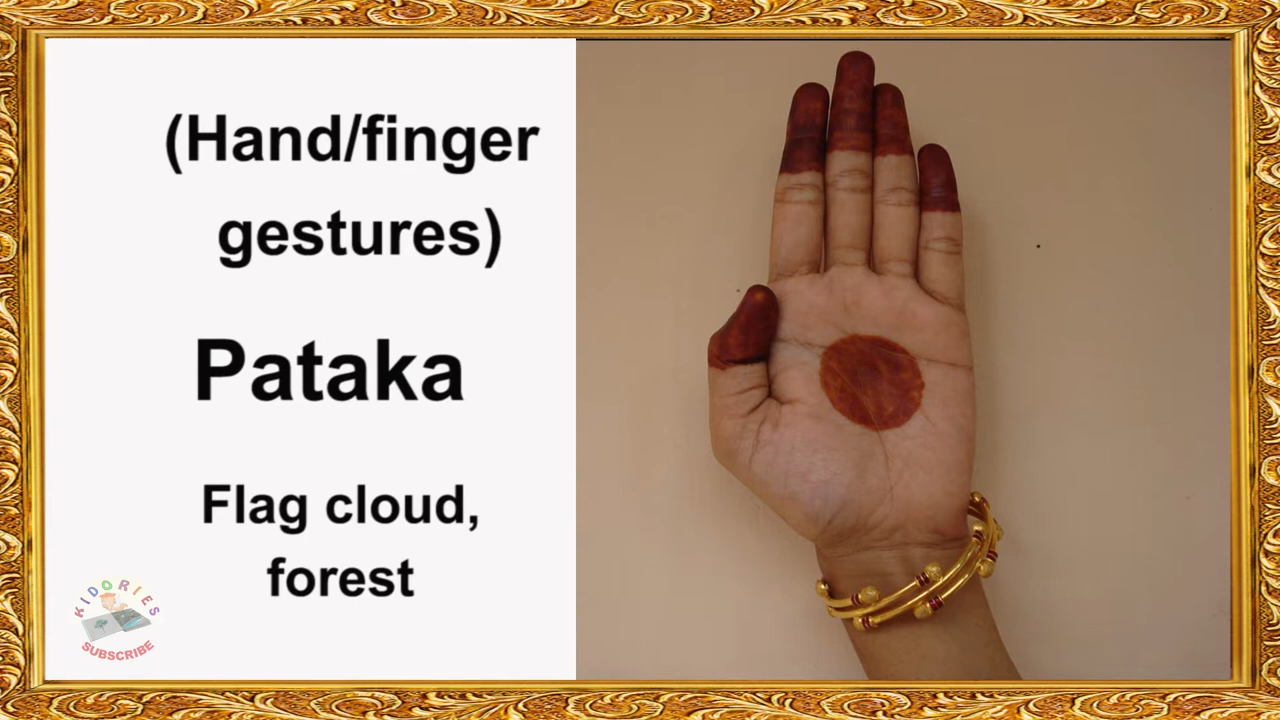 (Hand/finger
gestures)
Pataka
Flag cloud,
forest
KIDORIES
SUBSCRIBE